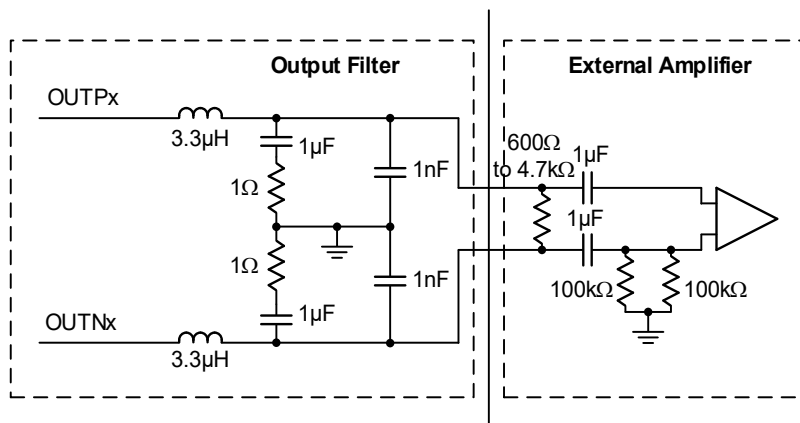 Output Filter
External Amplifier
OUTPx
3.3µH
1µF
1Ω
1nF
600Ω
to 4.7kΩ
1µF
1µF
1Ω
1nF
1µF
100kΩ
100kΩ
OUTNx
3.3µH